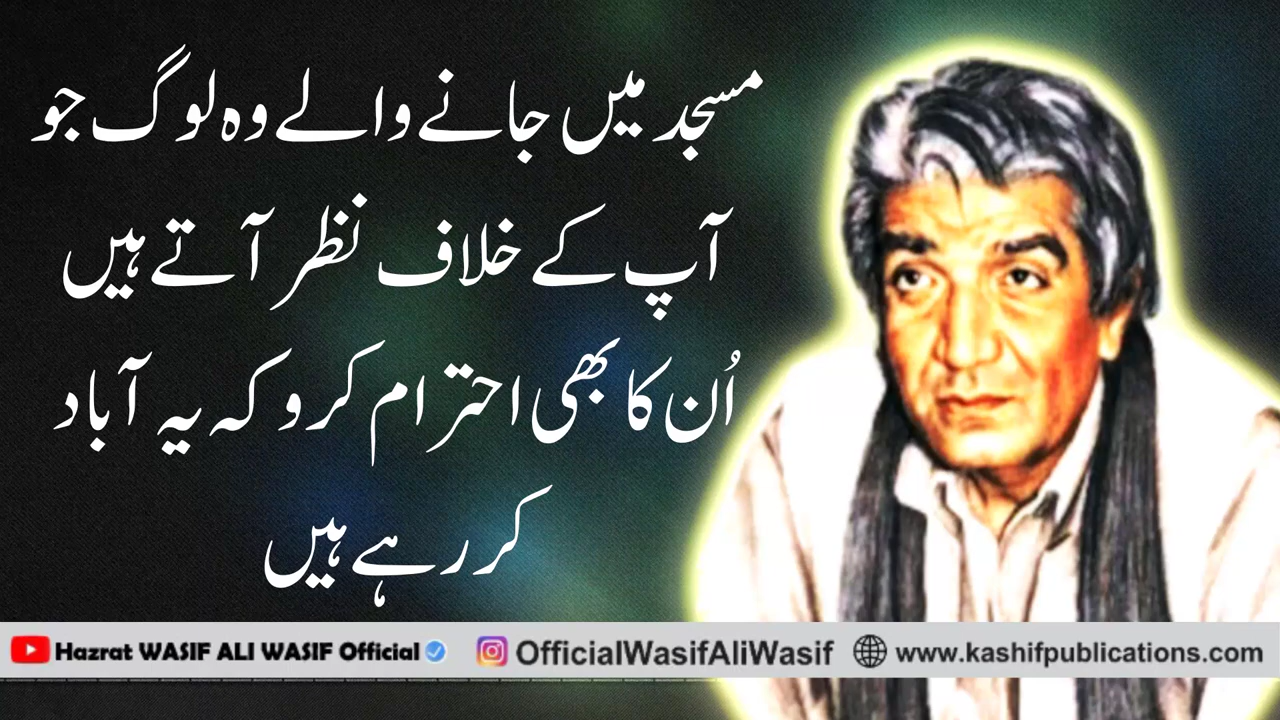 مسجد میں جانے والے وہ لوگ جو
آپ کے خلاف نظر آتے ہیں
اُن کا بھی احترام کرو کہ یہ آباد
کر رہے ہیں
Hazrat WASIF ALI WASIF Official
OfficialWasifAliWasif
www.kashifpublications.com